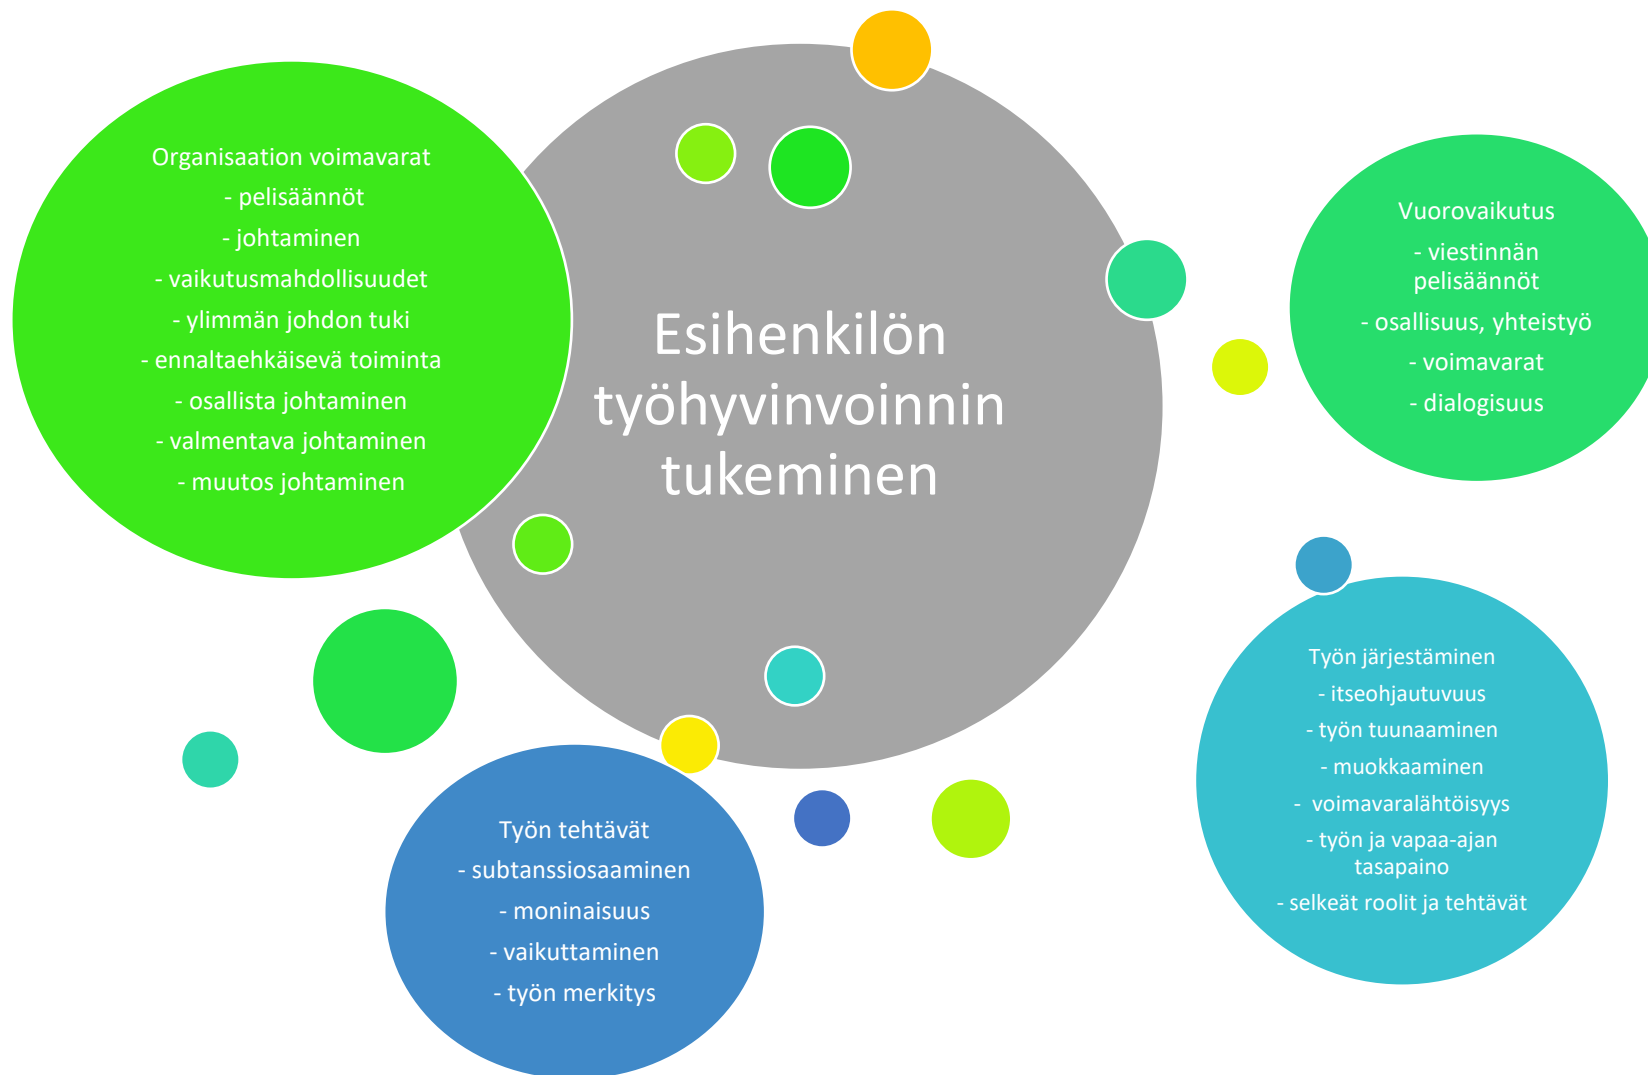 Organisaation voimavarat
- pelisäännöt
- johtaminen
- vaikutusmahdollisuudet
- ylimmän johdon tuki
- ennaltaehkäisevä toiminta
- osallista johtaminen
- valmentava johtaminen
- muutos johtaminen
Esihenkilön
työhyvinvoinnin
tukeminen
Vuorovaikutus
- viestinnän
pelisäännöt
- osallisuus, yhteistyö
- voimavarat
- dialogisuus
Työn järjestäminen
- itseohjautuvuus
- työn tuunaaminen
- muokkaaminen
- voimavaralähtöisyys
- työn ja vapaa-ajan
tasapaino
- selkeät roolit ja tehtävät
Työn tehtävät
- subtanssiosaaminen
- moninaisuus
- vaikuttaminen
- työn merkitys